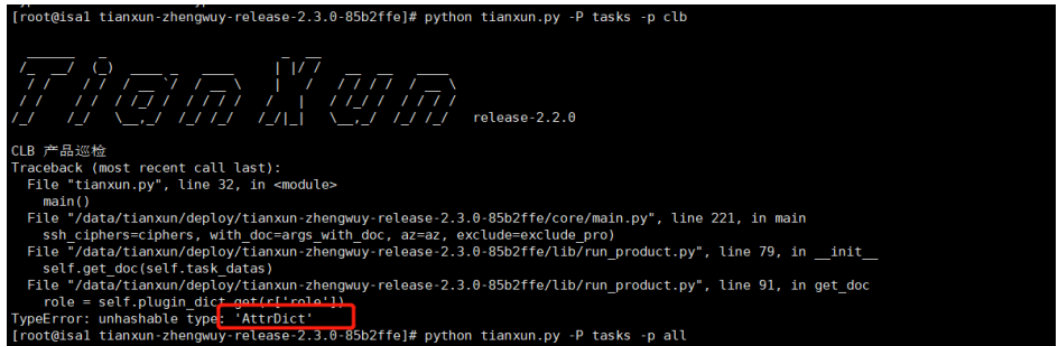 [root@isa1 tianxun-zhengwuy-release-2.3.0-85b2ffe]# python tianxun.py -P tasks -p clb
TianXun release-2.2.0
CLB 产品巡检
Traceback (most recent call last):
File "tianxun.py", line 32, in <module>
main()
File "/data/tianxun/deploy/tianxun-zhengwuy-release-2.3.0-85b2ffe/core/main.py", line 221, in main
ssh_ciphers=ciphers, with_doc=args_with_doc, az=az, exclude=exclude_pro)
File "/data/tianxun/deploy/tianxun-zhengwuy-release-2.3.0-85b2ffe/lib/run_product.py", line 79, in __init__
self.get_doc(self.task_datas)
File "/data/tianxun/deploy/tianxun-zhengwuy-release-2.3.0-85b2ffe/lib/run_product.py", line 91, in get_doc
role = self.plugin_dict.get(r['role'])
TypeError: unhashable type: 'AttrDict'
[root@isa1 tianxun-zhengwuy-release-2.3.0-85b2ffe]# python tianxun.py -P tasks -p all